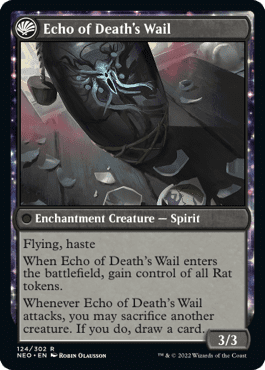 Echo of Death's Wail
Enchantment Creature — Spirit
Flying, haste
When Echo of Death's Wail enters
the battlefield, gain control of all Rat
tokens.
Whenever Echo of Death's Wail
attacks, you may sacrifice another
creature. If you do, draw a card.
3/3
124/302 R
NEO • EN Robin Olausson
™ & © 2022 Wizards of the Coast